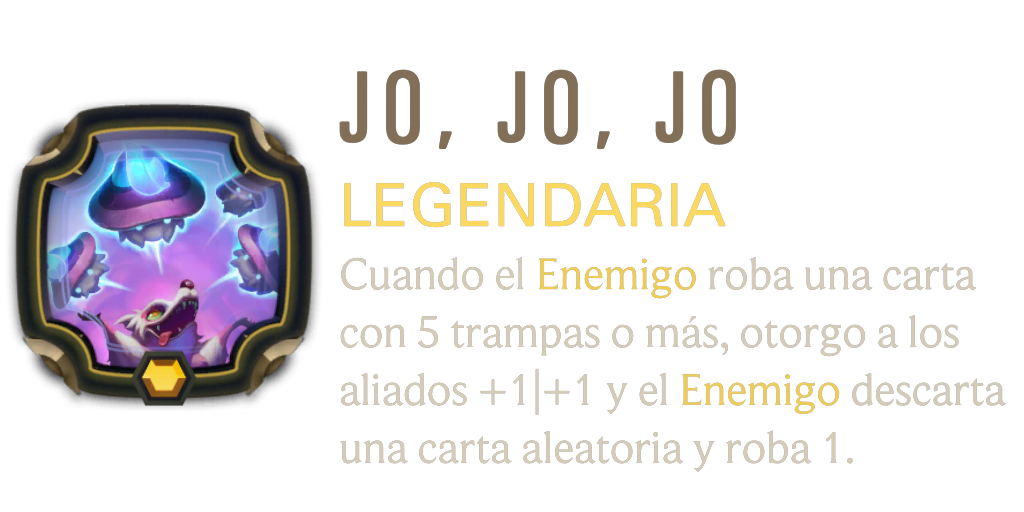 JO, JO, JO
LEGENDARIA
Cuando el Enemigo roba una carta
con 5 trampas o más, otorgo a los
aliados +1|+1 y el Enemigo descarta
una carta aleatoria y roba 1.